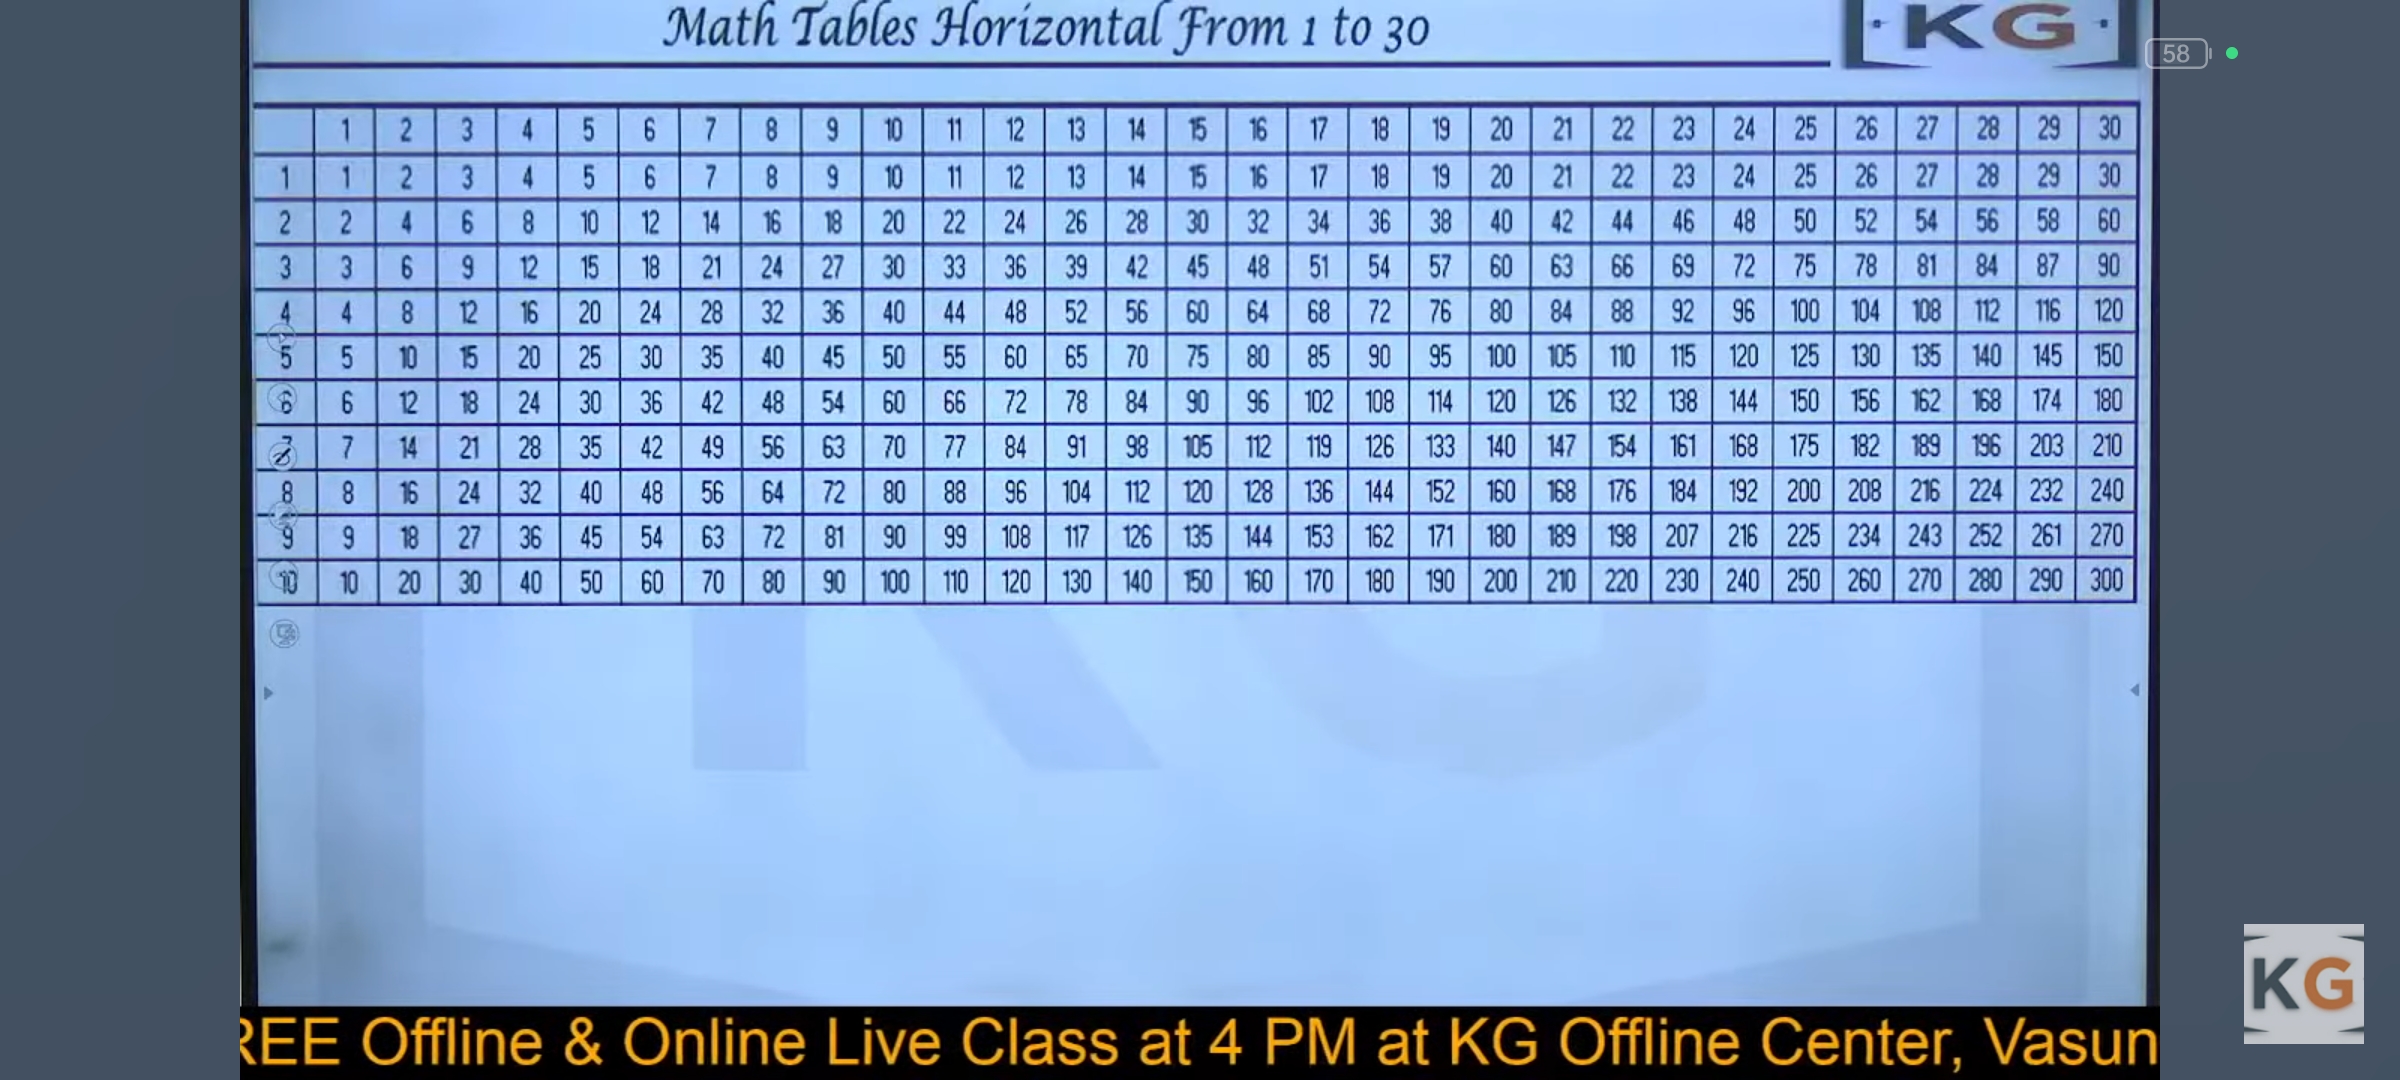 Math Tables Horizontal From 1 to 30
KG
58
1 2 3 4 5 6 7 8 9 10 11 12 13 14 15 16 17 18 19 20 21 22 23 24 25 26 27 28 29 30
1 1 2 3 4 5 6 7 8 9 10 11 12 13 14 15 16 17 18 19 20 21 22 23 24 25 26 27 28 29 30
2 2 4 6 8 10 12 14 16 18 20 22 24 26 28 30 32 34 36 38 40 42 44 46 48 50 52 54 56 58 60
3 3 6 9 12 15 18 21 24 27 30 33 36 39 42 45 48 51 54 57 60 63 66 69 72 75 78 81 84 87 90
4 4 8 12 16 20 24 28 32 36 40 44 48 52 56 60 64 68 72 76 80 84 88 92 96 100 104 108 112 116 120
5 5 10 15 20 25 30 35 40 45 50 55 60 65 70 75 80 85 90 95 100 105 110 115 120 125 130 135 140 145 150
6 6 12 18 24 30 36 42 48 54 60 66 72 78 84 90 96 102 108 114 120 126 132 138 144 150 156 162 168 174 180
7 7 14 21 28 35 42 49 56 63 70 77 84 91 98 105 112 119 126 133 140 147 154 161 168 175 182 189 196 203 210
8 8 16 24 32 40 48 56 64 72 80 88 96 104 112 120 128 136 144 152 160 168 176 184 192 200 208 216 224 232 240
9 9 18 27 36 45 54 63 72 81 90 99 108 117 126 135 144 153 162 171 180 189 198 207 216 225 234 243 252 261 270
10 10 20 30 40 50 60 70 80 90 100 110 120 130 140 150 160 170 180 190 200 210 220 230 240 250 260 270 280 290 300
KG
REE Offline & Online Live Class at 4 PM at KG Offline Center, Vasun